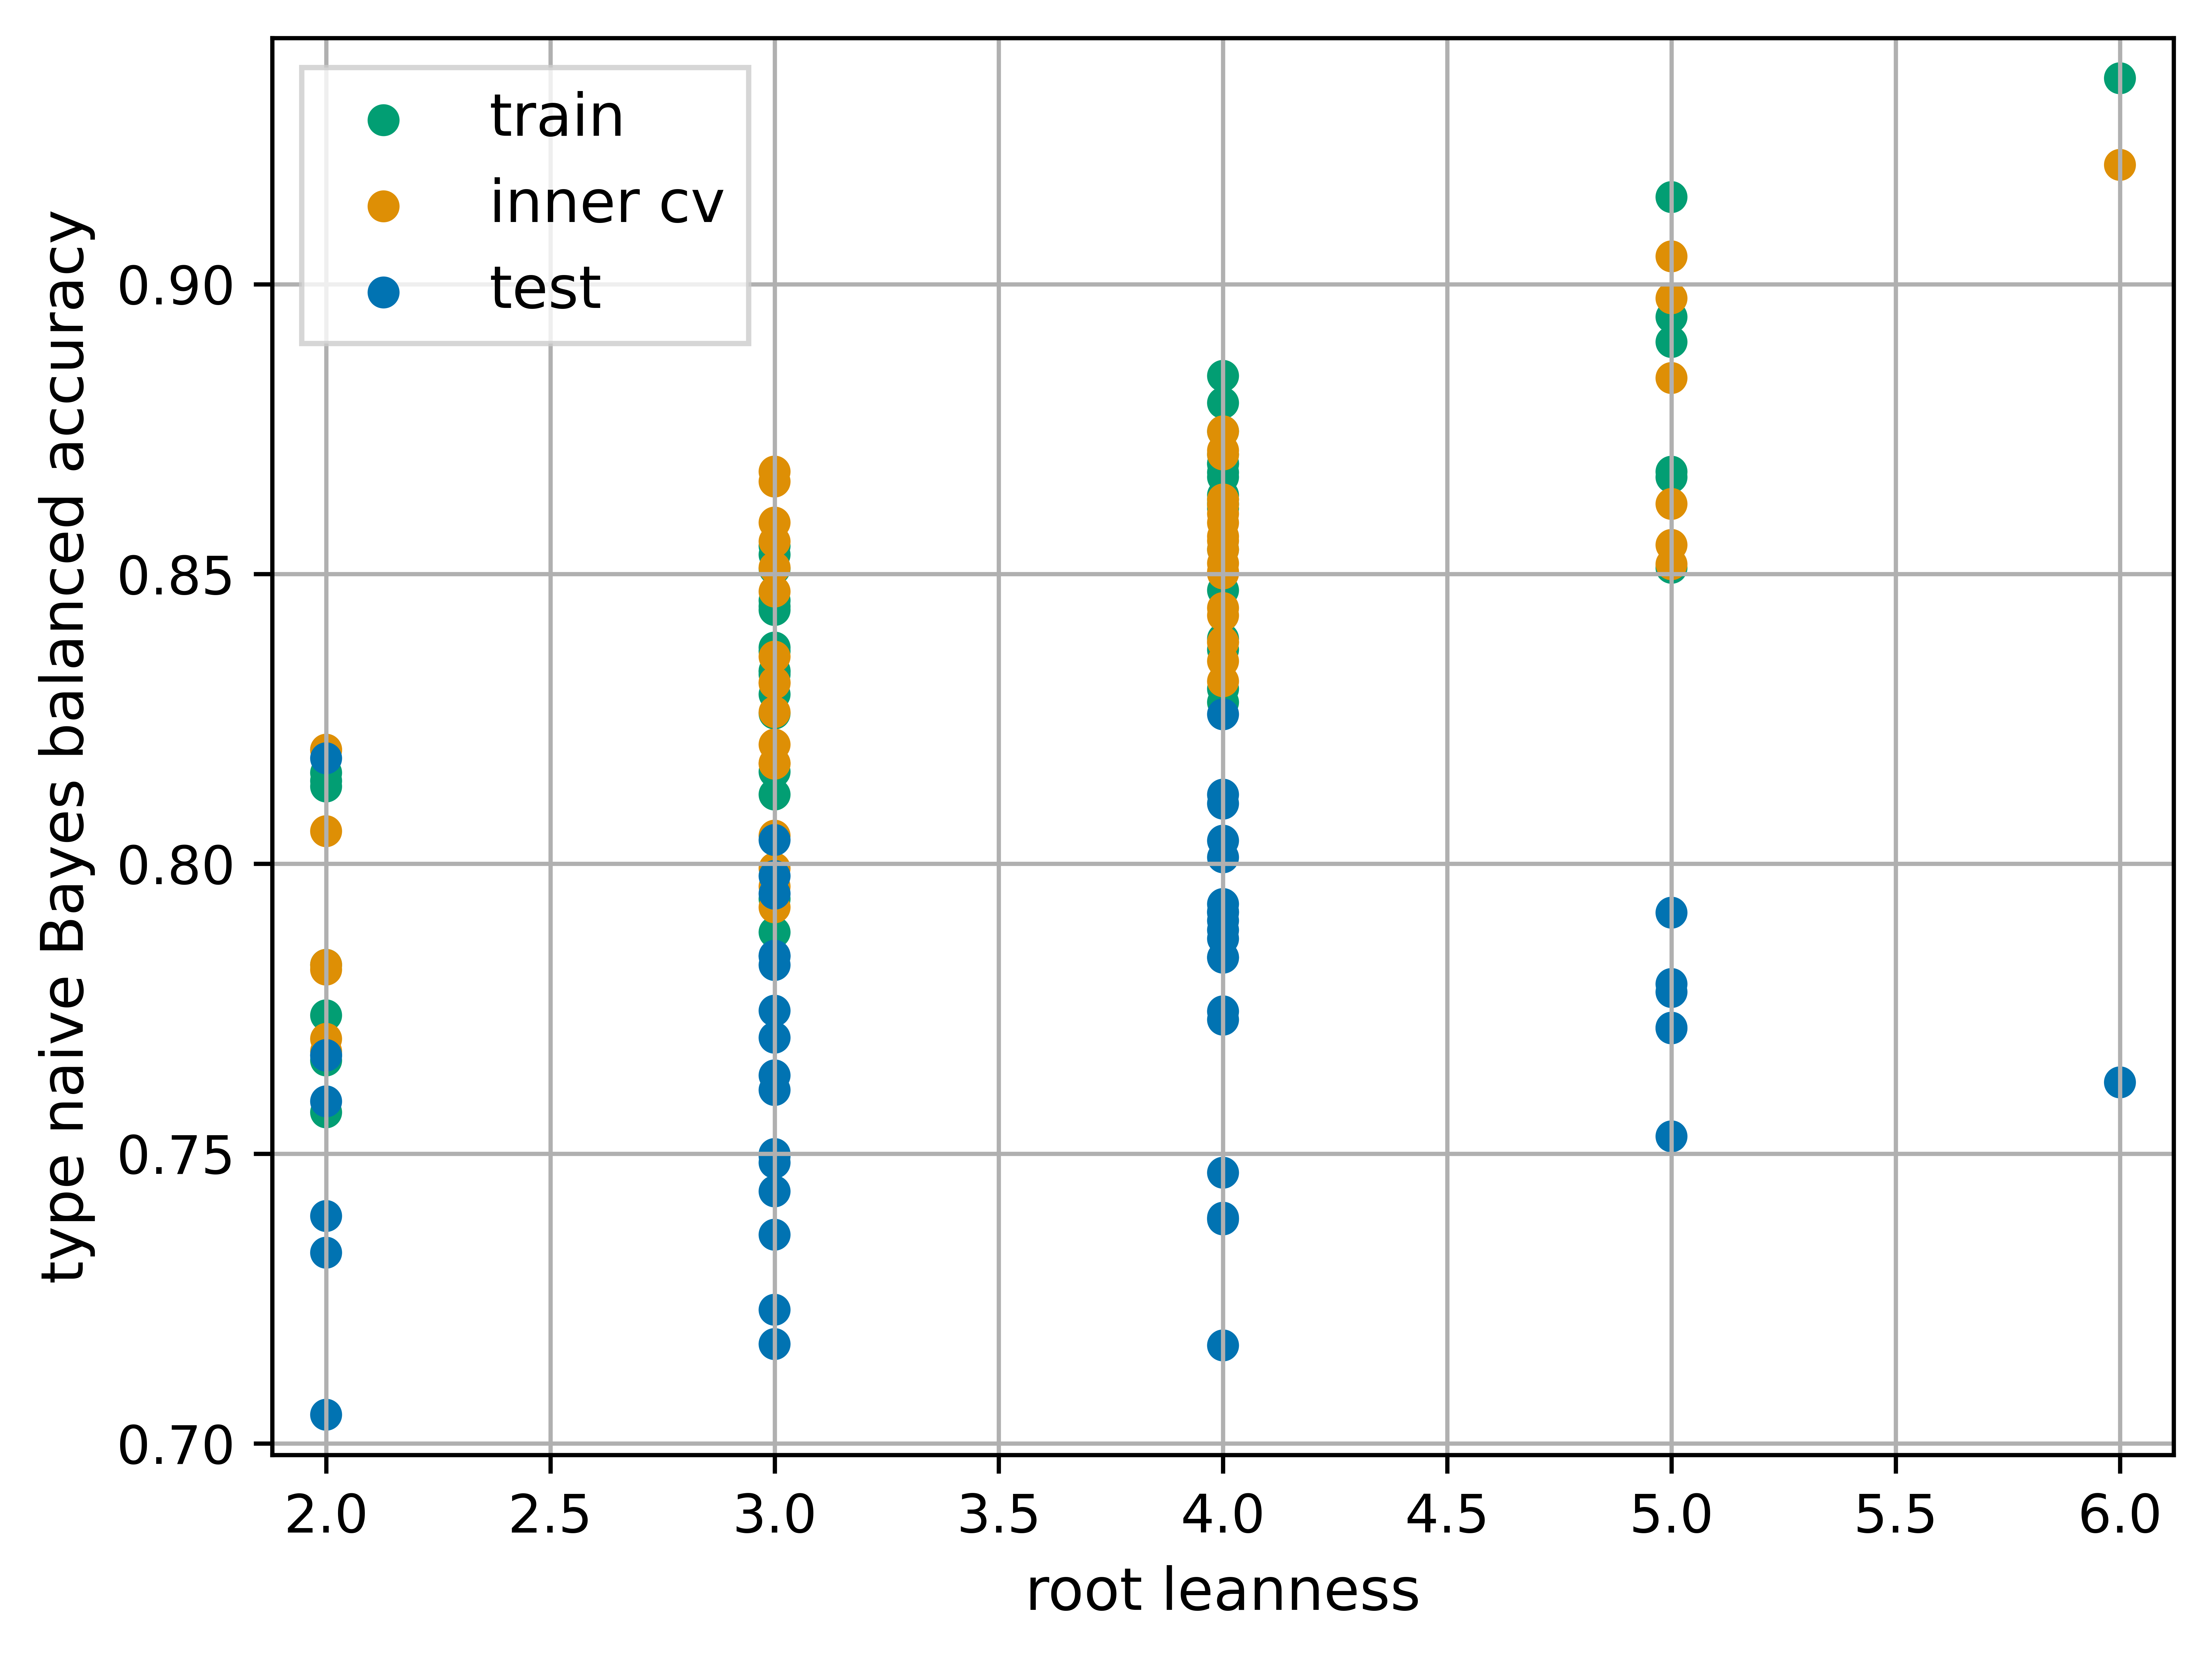 train
inner cv
test
type naive Bayes balanced accuracy
0.90
0.85
0.80
0.75
0.70
2.0 2.5 3.0 3.5 4.0 4.5 5.0 5.5 6.0
root leanness